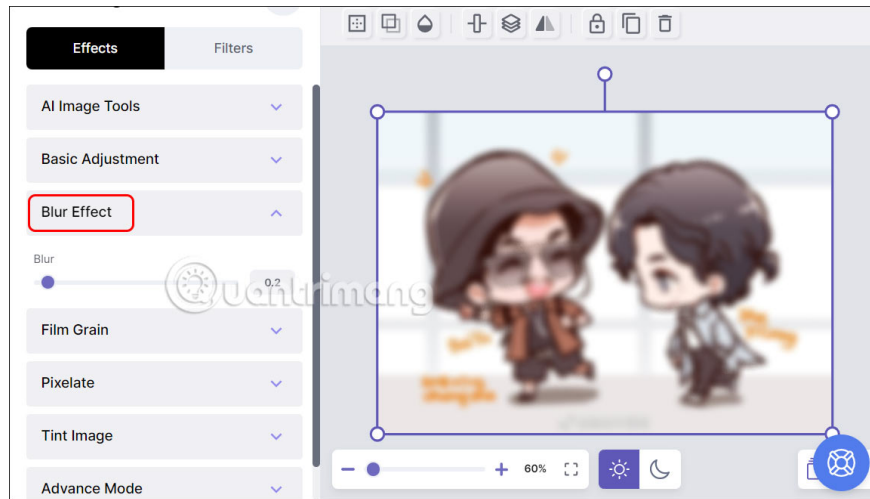 Effects
Filters
AI Image Tools
Basic Adjustment
Blur Effect
Blur
0.2
Quantrimang
Film Grain
Pixelate
Tint Image
Advance Mode
60%